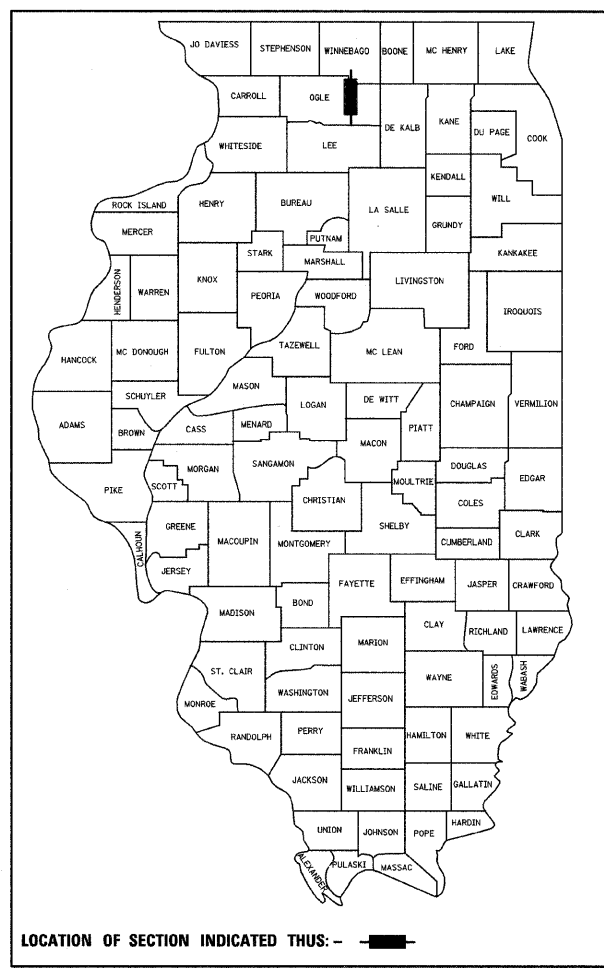 JO DAVIESS STEPHENSON WINNEBAGO BOONE MC HENRY LAKE
CARROLL OGLE DE KALB KANE DU PAGE COOK
WHITESIDE LEE KENDALL WILL
ROCK ISLAND HENRY BUREAU LA SALLE GRUNDY
MERCER PUTNAM KANKAKEE
STARK MARSHALL
HENDERSON WARREN KNOX PEORIA WOODFORD LIVINGSTON IROQUOIS
TAZEWELL MC LEAN FORD
HANCOCK MC DONOUGH FULTON
MASON
SCHUYLER LOGAN DE WITT CHAMPAIGN VERMILION
ADAMS BROWN CASS MENARD MACON PIATT
MORGAN SANGAMON DOUGLAS
PIKE SCOTT CHRISTIAN MOULTRIE EDGAR
COLES
GREENE MACOUPIN MONTGOMERY SHELBY CUMBERLAND CLARK
CALHOUN JERSEY FAYETTE EFFINGHAM JASPER CRAWFORD
MADISON BOND
CLAY RICHLAND LAWRENCE
CLINTON MARION
ST. CLAIR WAYNE EDWARDS WABASH
WASHINGTON JEFFERSON
MONROE
RANDOLPH PERRY HAMILTON WHITE
FRANKLIN
JACKSON WILLIAMSON SALINE GALLATIN
UNION JOHNSON POPE HARDIN
ALEXANDER PULASKI MASSAC
LOCATION OF SECTION INDICATED THUS: -